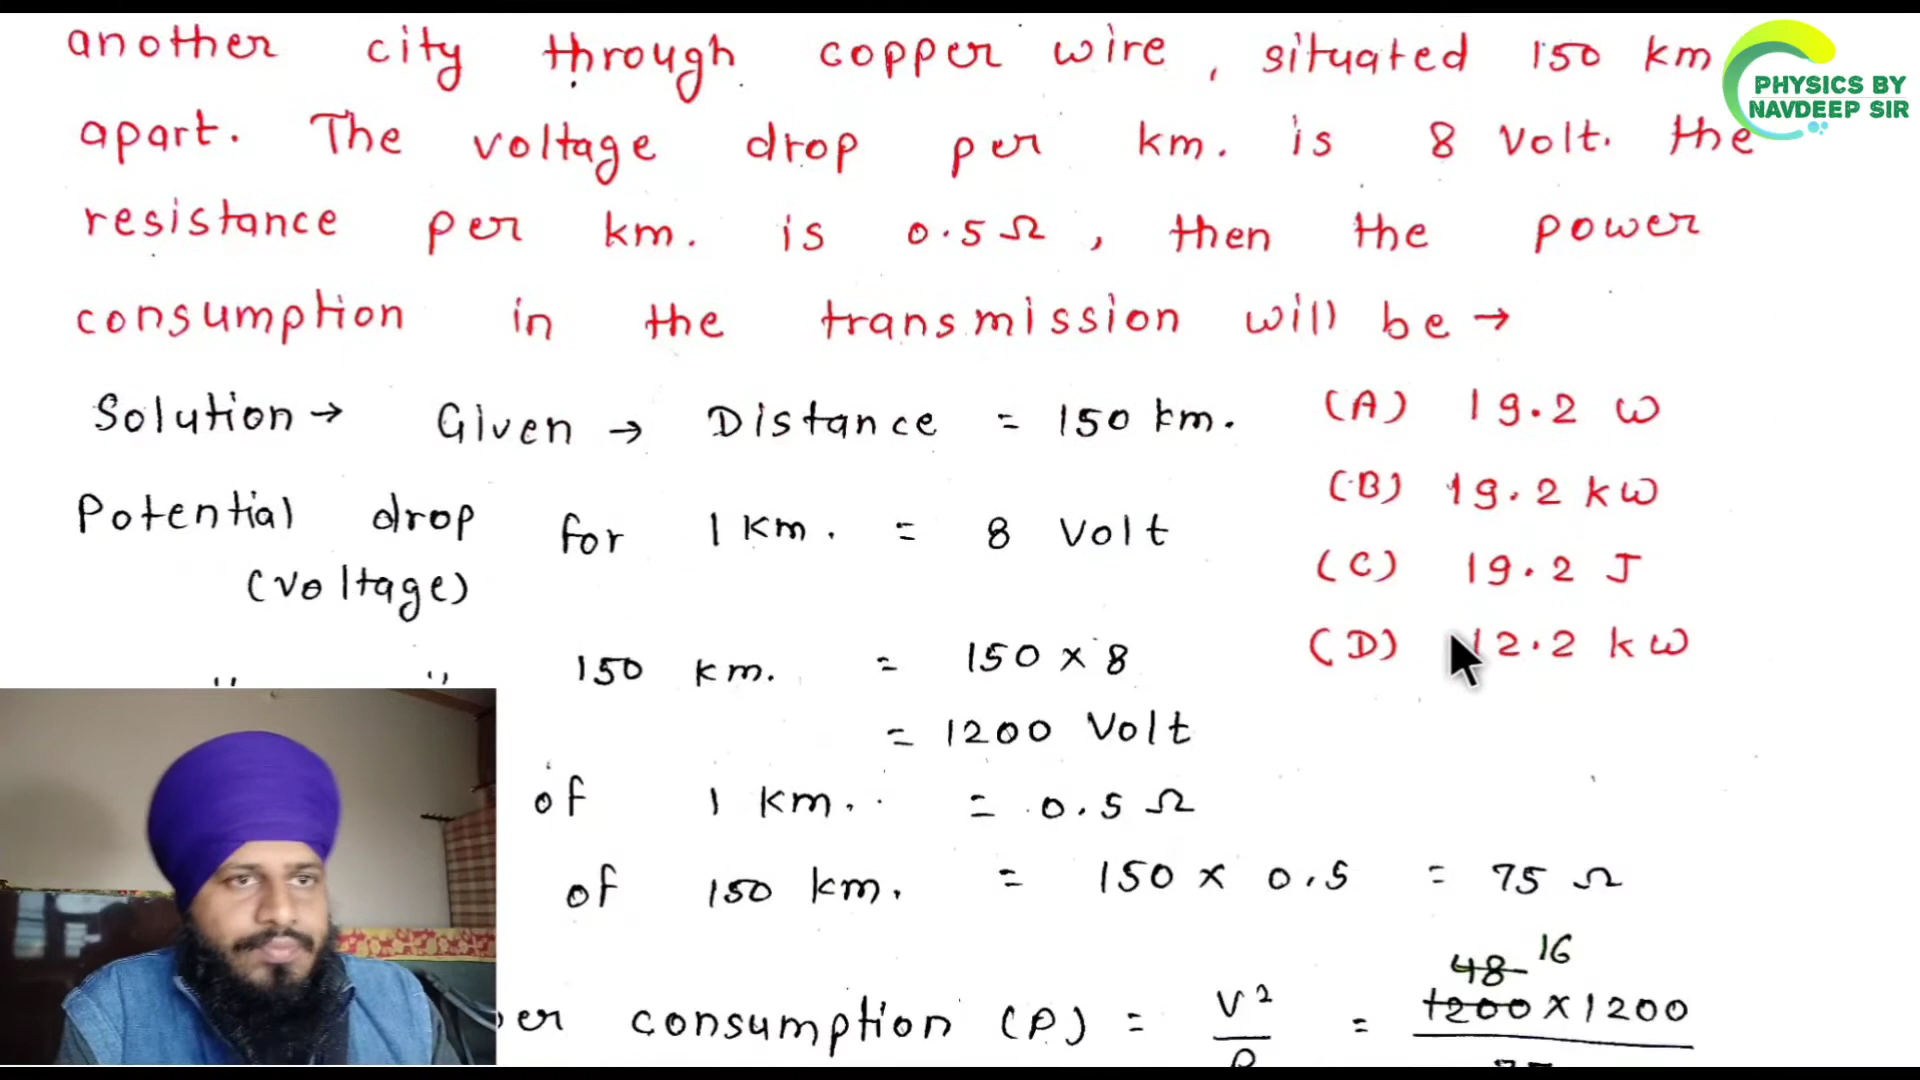 another city through copper wire, situated 150 km
apart. The voltage drop per km. is 8 Volt. the
resistance per km. is 0.5 Ω, then the power
consumption in the transmission will be →
Solution → Given → Distance = 150 km.
(A) 19.2 W
Potential drop for 1 Km. = 8 Volt
(B) 19.2 kW
(voltage)
(C) 19.2 J
" " 150 km. = 150 × 8
(D) 12.2 kW
= 1200 Volt
of 1 Km. = 0.5 Ω
of 150 km. = 150 × 0.5 = 75 Ω
48 16
er consumption (P) = V² = 1200 × 1200
PHYSICS BY
NAVDEEP SIR